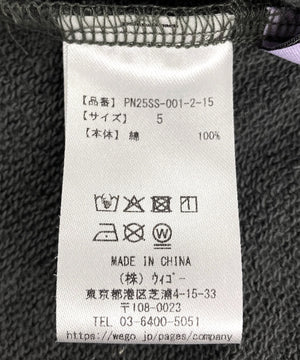 【品番】 PN25SS-001-2-15
【サイズ】 5
【本体】 綿 100%
MADE IN CHINA
(株) ウィゴー
東京都港区芝浦4-15-33
〒108-0023
TEL 03-6400-5051
https://www.wego.jp/pages/company